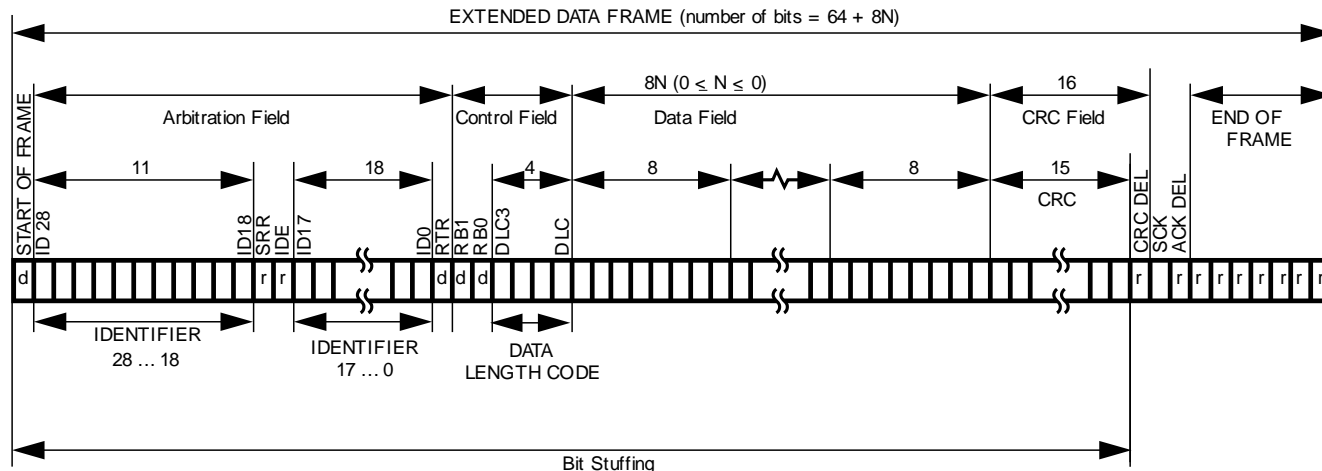 EXTENDED DATA FRAME (number of bits = 64 + 8N)
8N (0 ≤ N ≤ 0)
16
Arbitration Field
Control Field
Data Field
CRC Field
END OF
FRAME
11
18
4
8
8
15
CRC
START OF FRAME
ID 28
ID18
SRR
IDE
ID17
ID0
RTR
RB1
RB0
DLC3
DLC
CRC DEL
SCK
ACK DEL
d r r d d d r r r r r r r r r
IDENTIFIER
28 … 18
IDENTIFIER
17 … 0
DATA
LENGTH CODE
Bit Stuffing